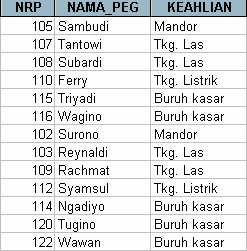 NRP NAMA_PEG KEAHLIAN
105 Sambudi Mandor
107 Tantowi Tkg. Las
108 Subardi Tkg. Las
110 Ferry Tkg. Listrik
115 Triyadi Buruh kasar
116 Wagino Buruh kasar
102 Surono Mandor
103 Reynaldi Tkg. Las
109 Rachmat Tkg. Las
112 Syamsul Tkg. Listrik
114 Ngadiyo Buruh kasar
120 Tugino Buruh kasar
122 Wawan Buruh kasar